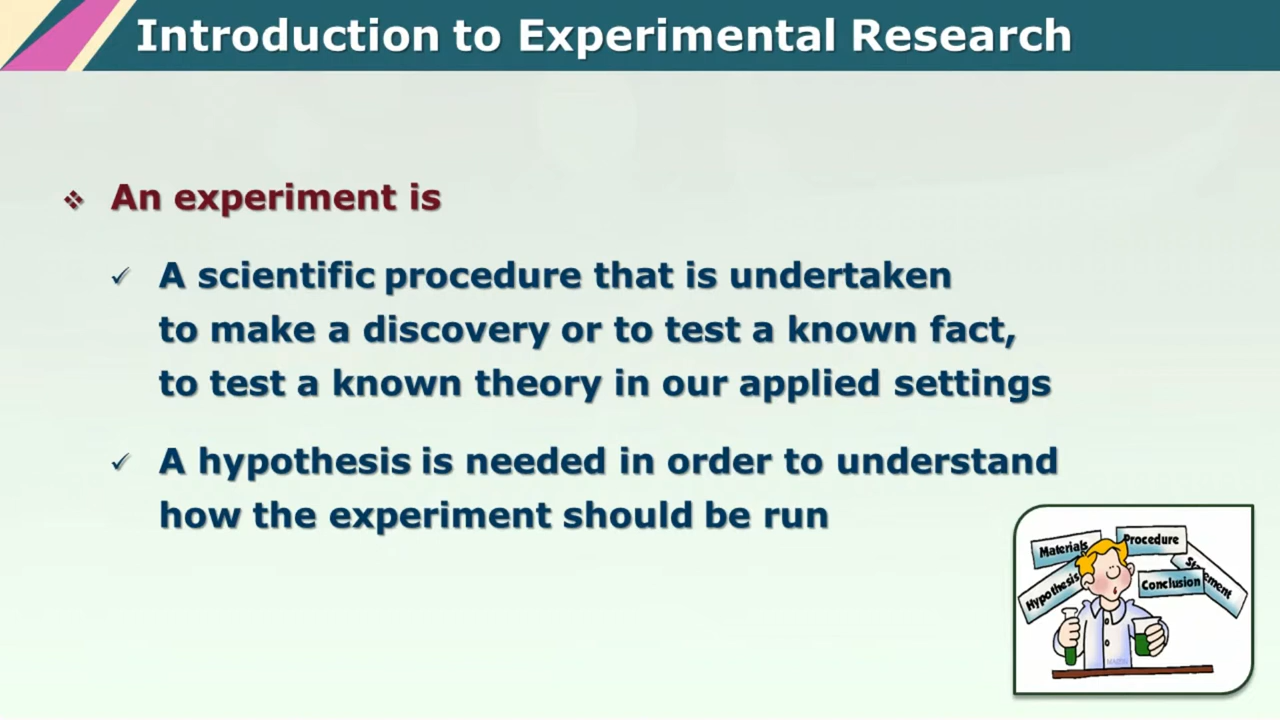 Introduction to Experimental Research
An experiment is
A scientific procedure that is undertaken
to make a discovery or to test a known fact,
to test a known theory in our applied settings
A hypothesis is needed in order to understand
how the experiment should be run
Materials
Procedure
Hypothesis
Conclusion